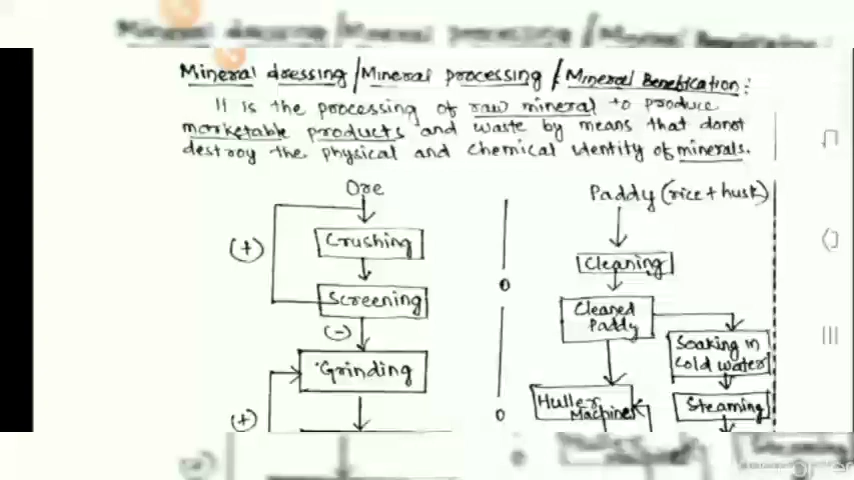 Mineral dressing / Mineral processing / Mineral Benefication:
It is the processing of raw mineral to produce
marketable products and waste by means that donot
destroy the physical and chemical identity of minerals.
Ore
Paddy (rice + husk)
Crushing
(+)
Cleaning
Screening
Cleaned Paddy
(-)
Soaking in cold water
Grinding
Huller Machine
Steaming
(+)